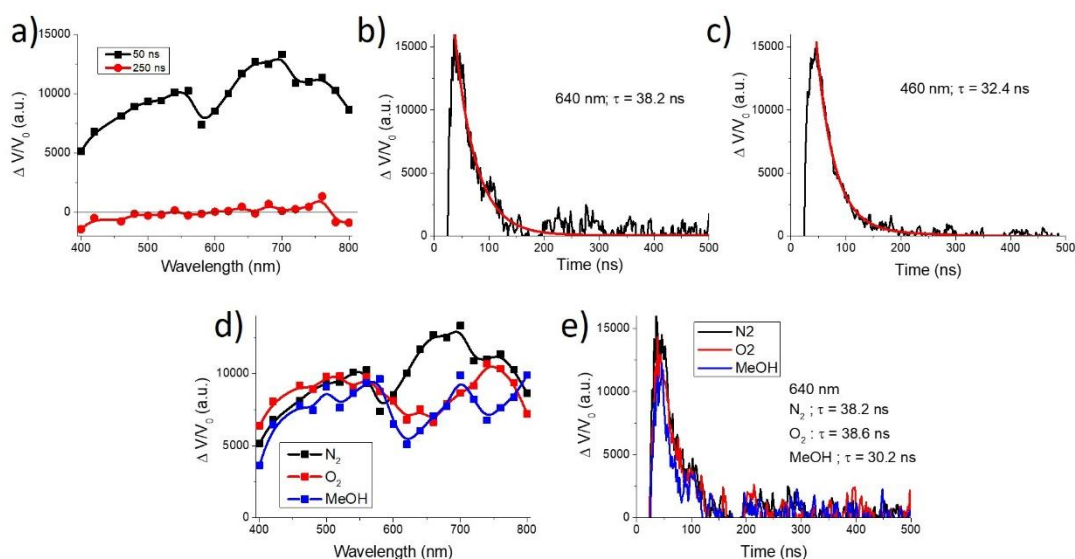 a)
50 ns
250 ns
15000
10000
5000
0
400 500 600 700 800
Wavelength (nm)
Δ V/V₀ (a.u.)
b)
15000
10000
5000
0
0 100 200 300 400 500
Time (ns)
Δ V/V₀ (a.u.)
640 nm; τ = 38.2 ns
c)
15000
10000
5000
0
0 100 200 300 400 500
Time (ns)
Δ V/V₀ (a.u.)
460 nm; τ = 32.4 ns
d)
10000
5000
0
400 500 600 700 800
Wavelength (nm)
Δ V/V₀ (a.u.)
N₂
O₂
MeOH
e)
15000
10000
5000
0
0 100 200 300 400 500
Time (ns)
Δ V/V₀ (a.u.)
N2
O2
MeOH
640 nm
N₂ ; τ = 38.2 ns
O₂ : τ = 38.6 ns
MeOH ; τ = 30.2 ns